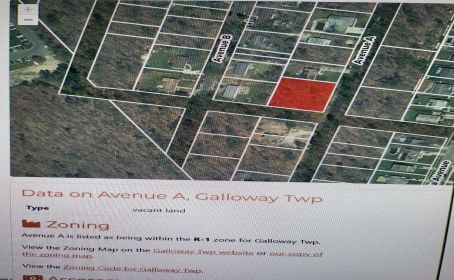 +
−
Avenue B
Avenue A
Avenue
Data on Avenue A, Galloway Twp
Type vacant land
Zoning
Avenue A is listed as being within the R-1 zone for Galloway Twp.
View the Zoning Map on the Galloway Twp website or our copy of
the zoning map.
View the Zoning Code for Galloway Twp.